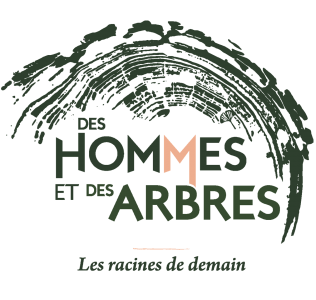 DES
HOMMES
ET DES ARBRES
Les racines de demain